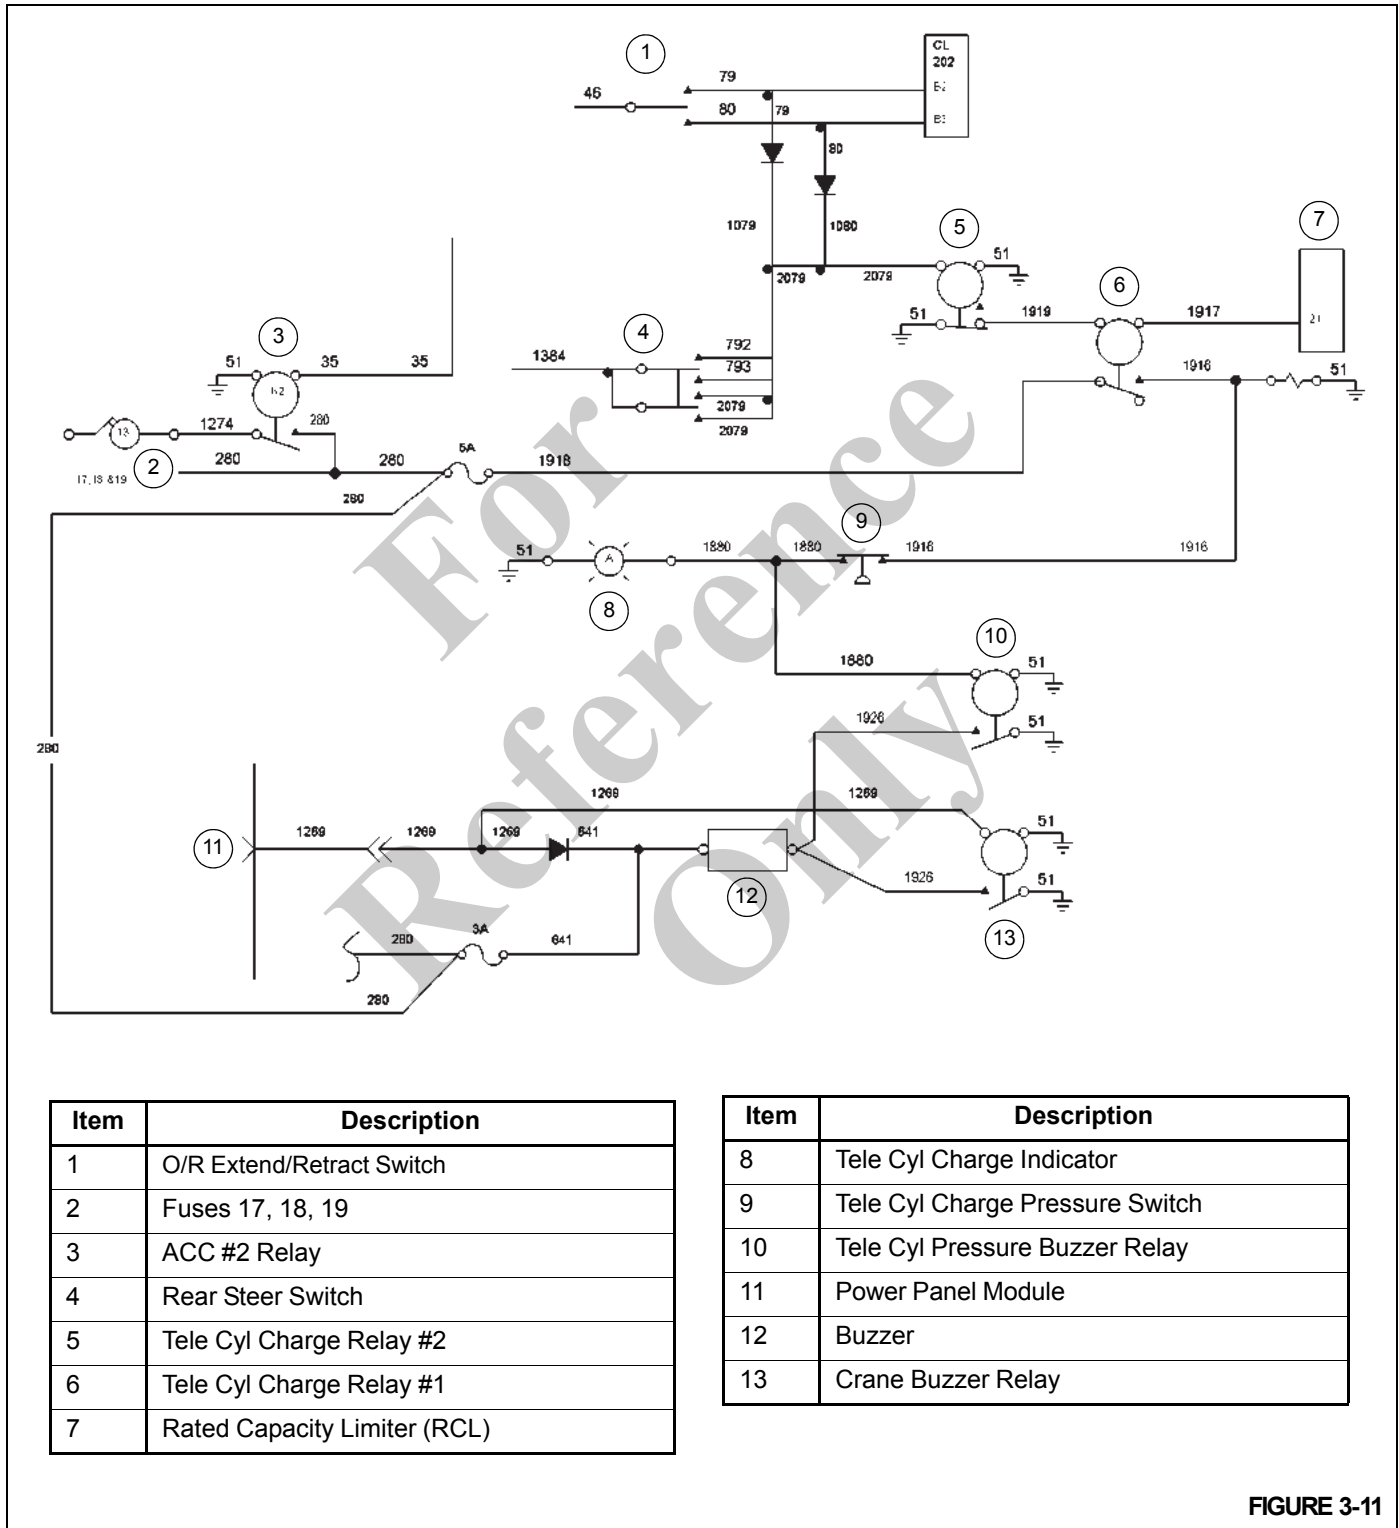 1
CL
202
79
B3
46
79
80
80
1079
1080
5
7
51
2079
2079
6
51
1919
1917
21
3
4
792
1384
793
51
35
35
1916
51
2079
2079
13
1274
280
5A
280
280
1918
2
17, 18 &19
280
9
51
1880
1880
1916
1916
A
8
10
1880
51
1926
51
280
1269
1269
51
11
1269
1269
1269
641
12
1926
51
13
280
3A
641
280
For
Reference
Only
Item Description
1 O/R Extend/Retract Switch
2 Fuses 17, 18, 19
3 ACC #2 Relay
4 Rear Steer Switch
5 Tele Cyl Charge Relay #2
6 Tele Cyl Charge Relay #1
7 Rated Capacity Limiter (RCL)
Item Description
8 Tele Cyl Charge Indicator
9 Tele Cyl Charge Pressure Switch
10 Tele Cyl Pressure Buzzer Relay
11 Power Panel Module
12 Buzzer
13 Crane Buzzer Relay
FIGURE 3-11